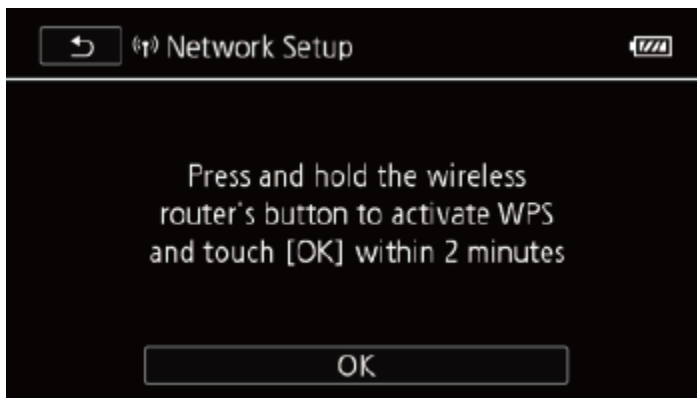 Network Setup
Press and hold the wireless
router's button to activate WPS
and touch [OK] within 2 minutes
OK